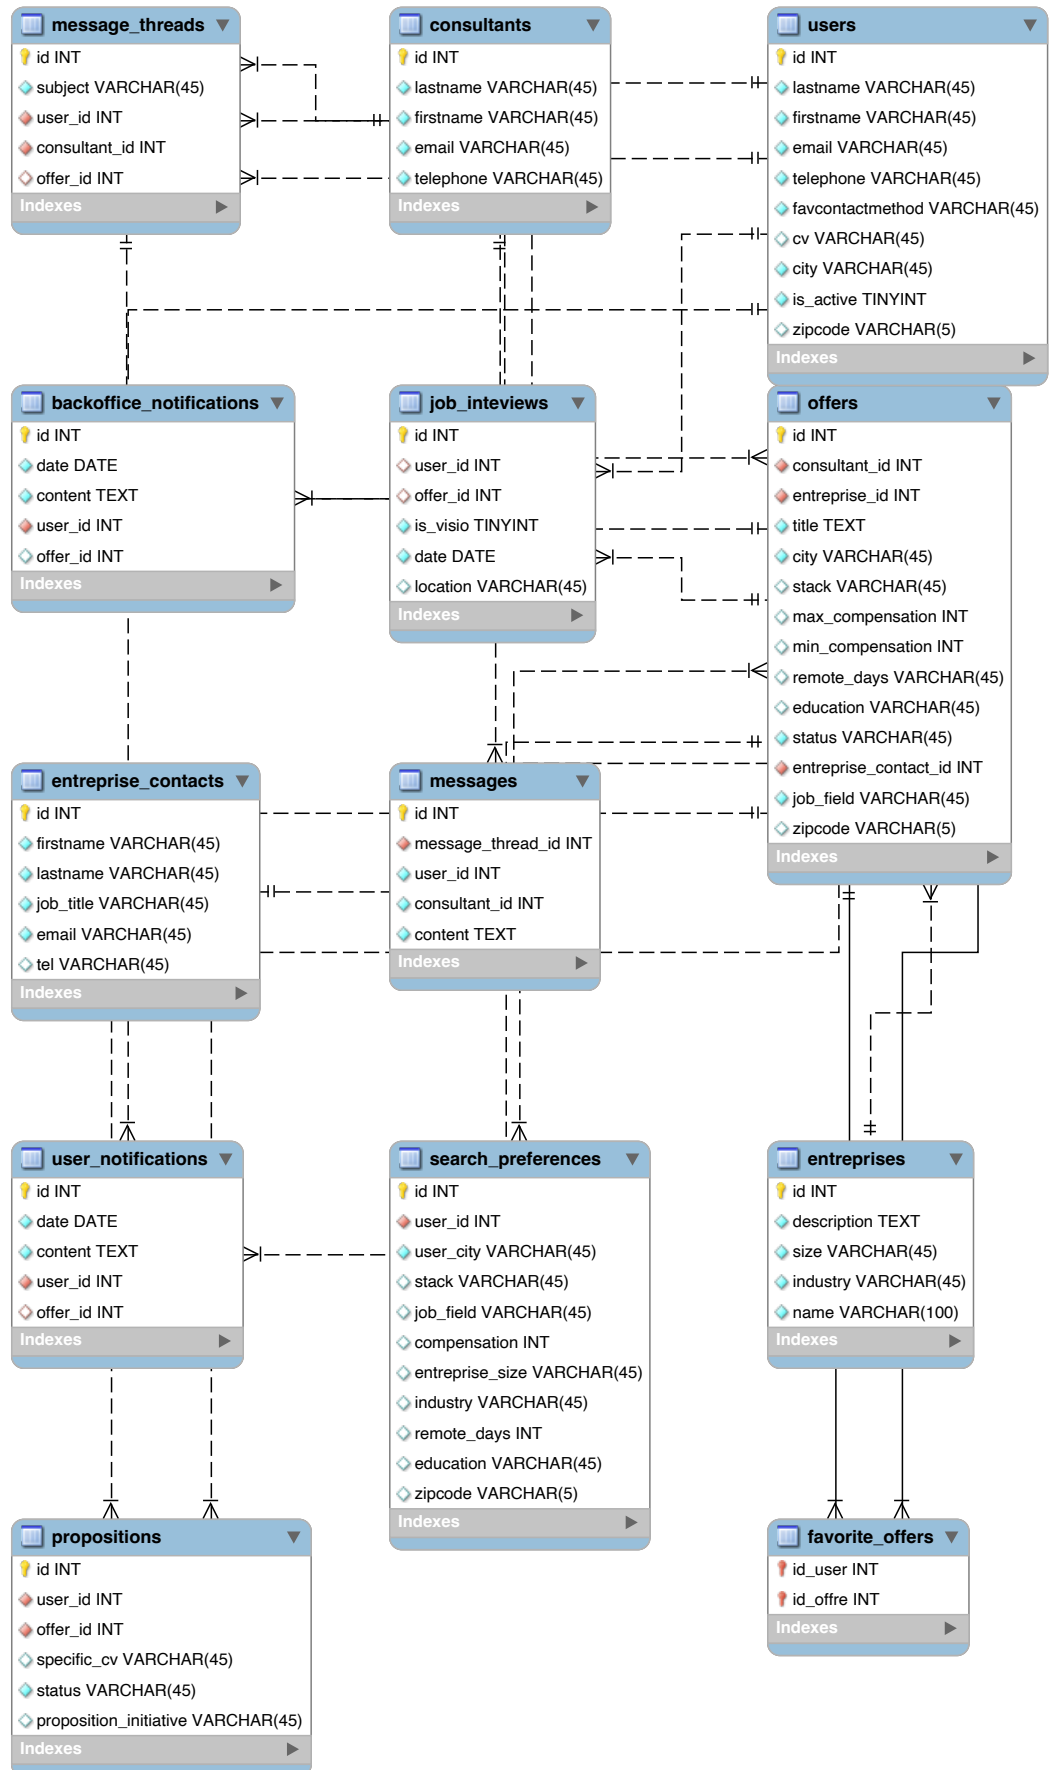 message_threads
id INT
subject VARCHAR(45)
user_id INT
consultant_id INT
offer_id INT
Indexes
consultants
id INT
lastname VARCHAR(45)
firstname VARCHAR(45)
email VARCHAR(45)
telephone VARCHAR(45)
Indexes
users
id INT
lastname VARCHAR(45)
firstname VARCHAR(45)
email VARCHAR(45)
telephone VARCHAR(45)
favcontactmethod VARCHAR(45)
cv VARCHAR(45)
city VARCHAR(45)
is_active TINYINT
zipcode VARCHAR(5)
Indexes
backoffice_notifications
id INT
date DATE
content TEXT
user_id INT
offer_id INT
Indexes
job_inteviews
id INT
user_id INT
offer_id INT
is_visio TINYINT
date DATE
location VARCHAR(45)
Indexes
offers
id INT
consultant_id INT
entreprise_id INT
title TEXT
city VARCHAR(45)
stack VARCHAR(45)
max_compensation INT
min_compensation INT
remote_days VARCHAR(45)
education VARCHAR(45)
status VARCHAR(45)
entreprise_contact_id INT
job_field VARCHAR(45)
zipcode VARCHAR(5)
Indexes
entreprise_contacts
id INT
firstname VARCHAR(45)
lastname VARCHAR(45)
job_title VARCHAR(45)
email VARCHAR(45)
tel VARCHAR(45)
Indexes
messages
id INT
message_thread_id INT
user_id INT
consultant_id INT
content TEXT
Indexes
user_notifications
id INT
date DATE
content TEXT
user_id INT
offer_id INT
Indexes
search_preferences
id INT
user_id INT
user_city VARCHAR(45)
stack VARCHAR(45)
job_field VARCHAR(45)
compensation INT
entreprise_size VARCHAR(45)
industry VARCHAR(45)
remote_days INT
education VARCHAR(45)
zipcode VARCHAR(5)
Indexes
entreprises
id INT
description TEXT
size VARCHAR(45)
industry VARCHAR(45)
name VARCHAR(100)
Indexes
propositions
id INT
user_id INT
offer_id INT
specific_cv VARCHAR(45)
status VARCHAR(45)
proposition_initiative VARCHAR(45)
Indexes
favorite_offers
id_user INT
id_offre INT
Indexes